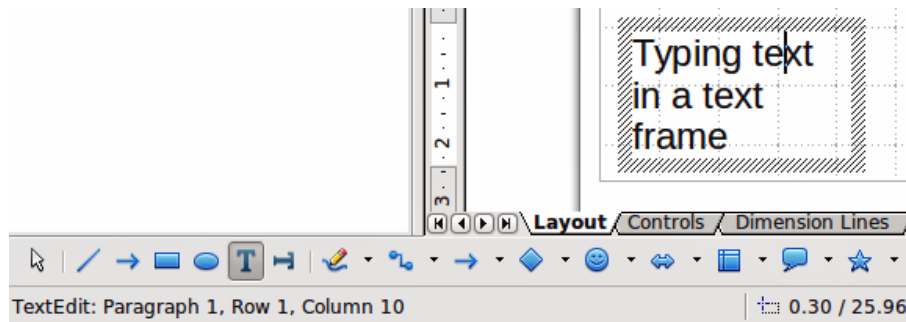 Typing text
in a text
frame
1
2
3
Layout Controls Dimension Lines
T
TextEdit: Paragraph 1, Row 1, Column 10 0.30 / 25.96